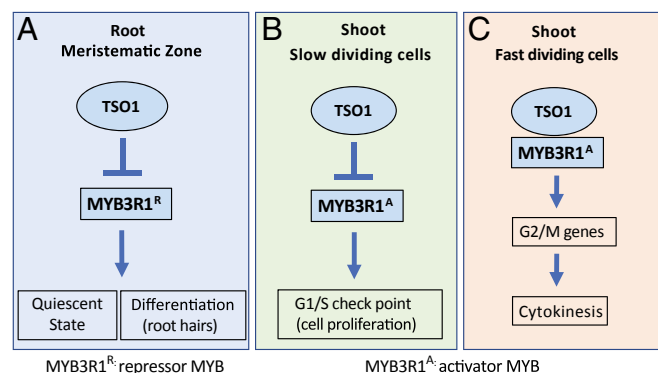 A
Root
Meristematic Zone
TSO1
MYB3R1ᴿ
Quiescent
State
Differentiation
(root hairs)
B
Shoot
Slow dividing cells
TSO1
MYB3R1ᴬ
G1/S check point
(cell proliferation)
C
Shoot
Fast dividing cells
TSO1
MYB3R1ᴬ
G2/M genes
Cytokinesis
MYB3R1ᴿ: repressor MYB
MYB3R1ᴬ: activator MYB